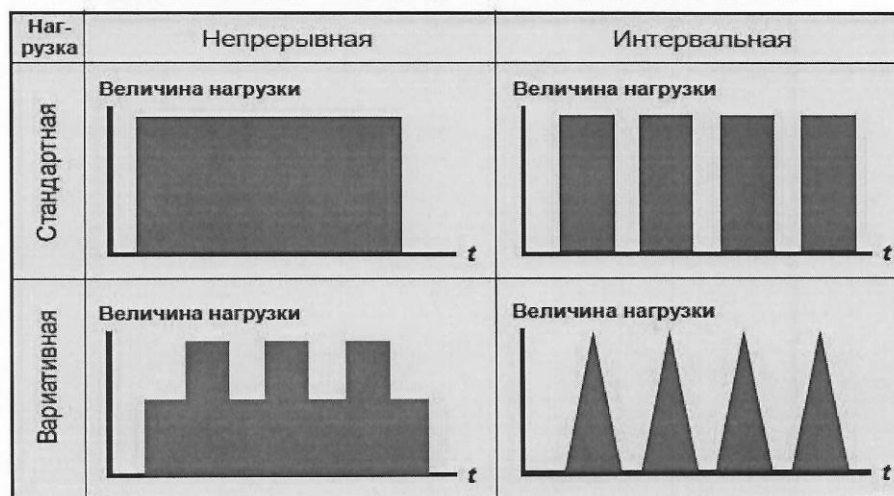 Наг-
рузка
Непрерывная
Интервальная
Стандартная
Величина нагрузки
t
Величина нагрузки
t
Вариативная
Величина нагрузки
t
Величина нагрузки
t